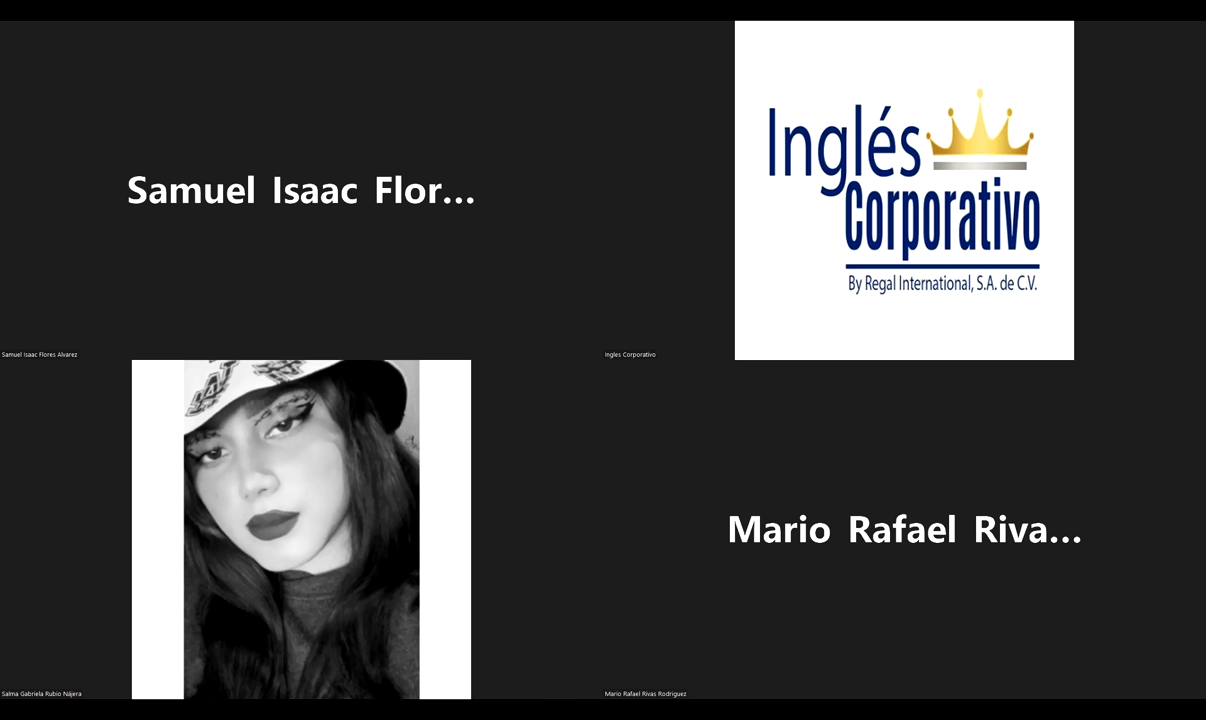 Samuel Isaac Flor...
Inglés
Corporativo
By Regal International, S.A. de C.V.
Samuel Isaac Flores Alvarez
Ingles Corporativo
Mario Rafael Riva...
Salma Gabriela Rubio Nájera
Mario Rafael Rivas Rodriguez